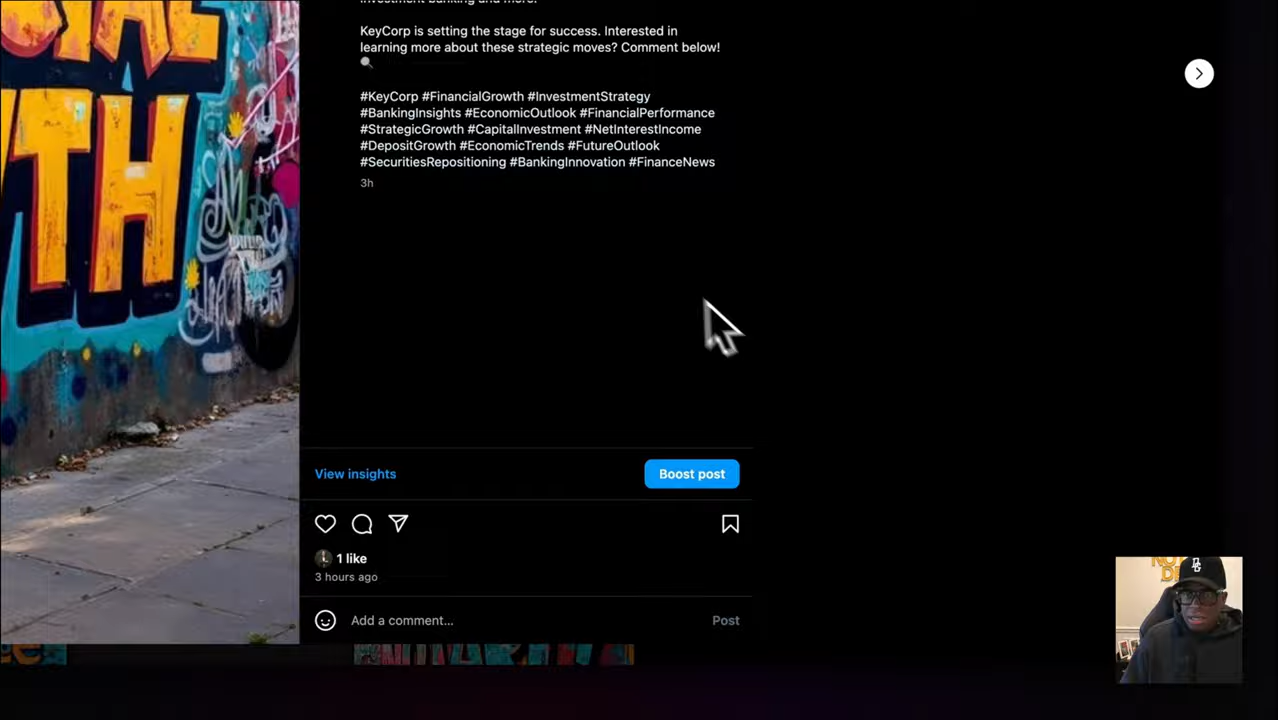 KeyCorp is setting the stage for success. Interested in
learning more about these strategic moves? Comment below!
#KeyCorp #FinancialGrowth #InvestmentStrategy
#BankingInsights #EconomicOutlook #FinancialPerformance
#StrategicGrowth #CapitalInvestment #NetInterestIncome
#DepositGrowth #EconomicTrends #FutureOutlook
#SecuritiesRepositioning #BankingInnovation #FinanceNews
3h
View insights
Boost post
1 like
3 hours ago
Add a comment...
Post